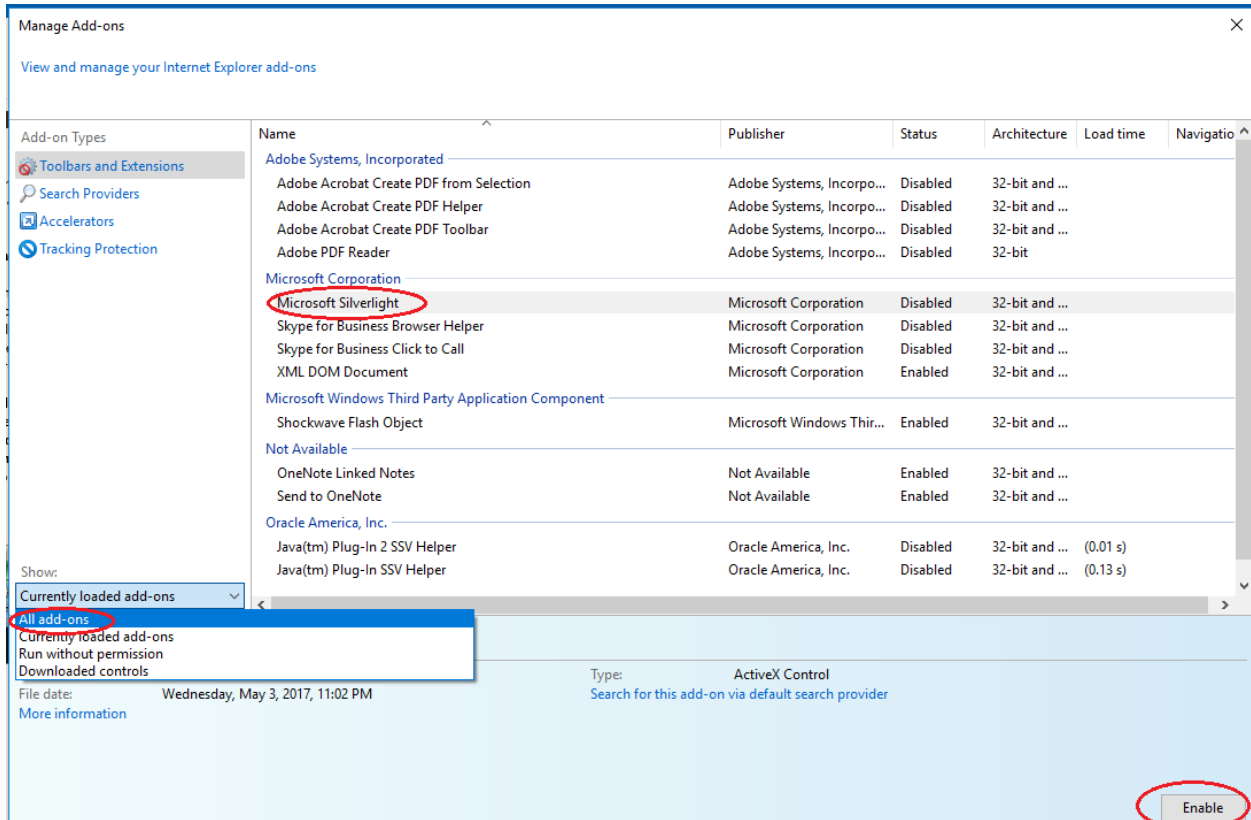 Manage Add-ons
View and manage your Internet Explorer add-ons
Add-on Types
Toolbars and Extensions
Search Providers
Accelerators
Tracking Protection
Name Publisher Status Architecture Load time Navigatio
Adobe Systems, Incorporated
Adobe Acrobat Create PDF from Selection Adobe Systems, Incorpo... Disabled 32-bit and ...
Adobe Acrobat Create PDF Helper Adobe Systems, Incorpo... Disabled 32-bit and ...
Adobe Acrobat Create PDF Toolbar Adobe Systems, Incorpo... Disabled 32-bit and ...
Adobe PDF Reader Adobe Systems, Incorpo... Disabled 32-bit
Microsoft Corporation
Microsoft Silverlight Microsoft Corporation Disabled 32-bit and ...
Skype for Business Browser Helper Microsoft Corporation Disabled 32-bit and ...
Skype for Business Click to Call Microsoft Corporation Disabled 32-bit and ...
XML DOM Document Microsoft Corporation Enabled 32-bit and ...
Microsoft Windows Third Party Application Component
Shockwave Flash Object Microsoft Windows Thir... Enabled 32-bit and ...
Not Available
OneNote Linked Notes Not Available Enabled 32-bit and ...
Send to OneNote Not Available Enabled 32-bit and ...
Oracle America, Inc.
Java(tm) Plug-In 2 SSV Helper Oracle America, Inc. Disabled 32-bit and ... (0.01 s)
Java(tm) Plug-In SSV Helper Oracle America, Inc. Disabled 32-bit and ... (0.13 s)
Show:
Currently loaded add-ons
All add-ons
Currently loaded add-ons
Run without permission
Downloaded controls
Type: ActiveX Control
File date: Wednesday, May 3, 2017, 11:02 PM
Search for this add-on via default search provider
More information
Enable